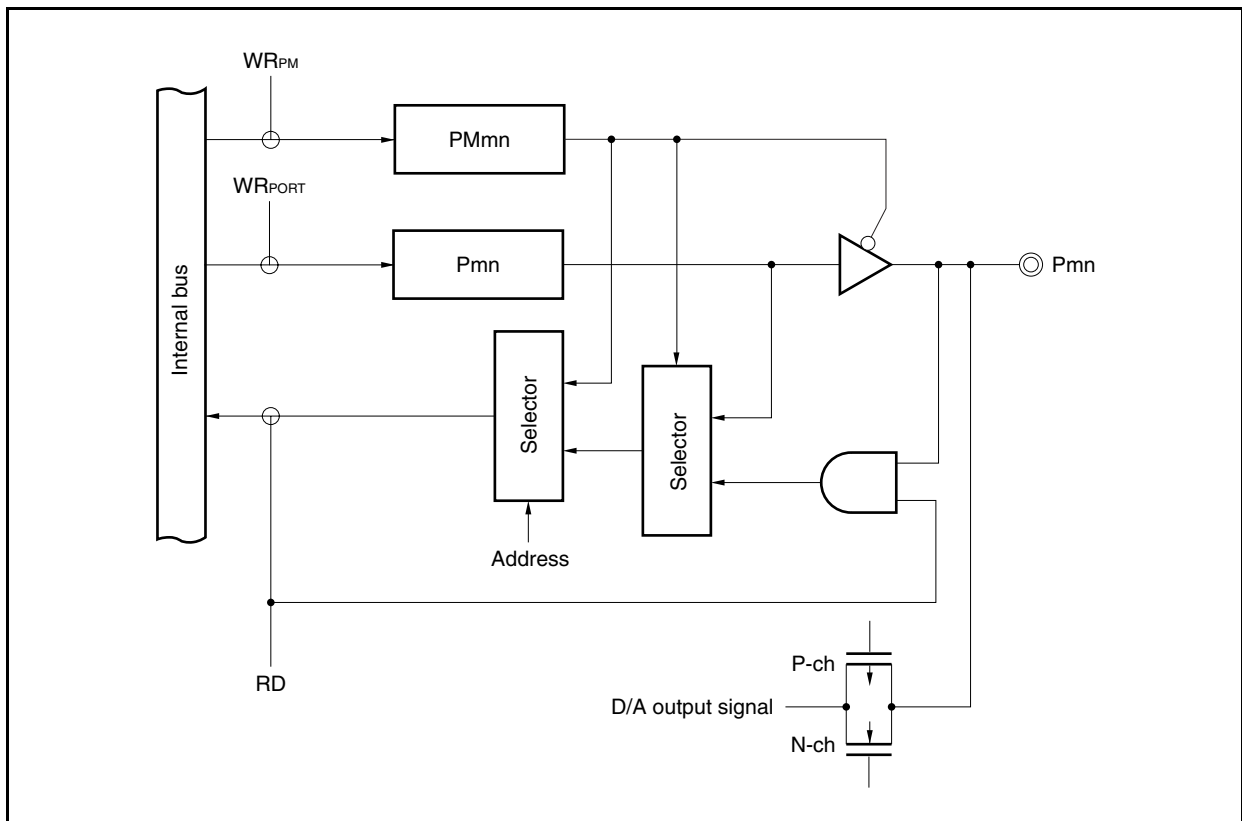 WRPM
PMmn
WRPORT
Pmn
Pmn
Internal bus
Selector
Selector
Address
RD
P-ch
D/A output signal
N-ch